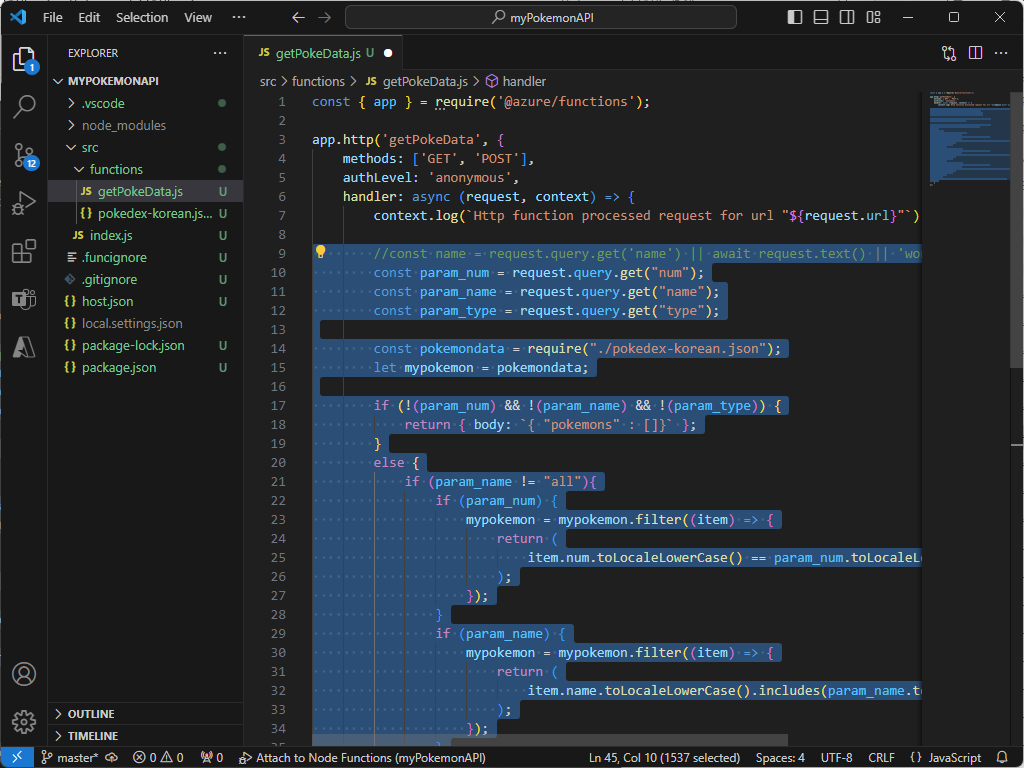 File Edit Selection View ··· myPokemonAPI
EXPLORER ···
1
MYPOKEMONAPI
.vscode
node_modules
src
functions
JS getPokeData.js U
{} pokedex-korean.js... U
JS index.js U
.funcignore U
.gitignore U
{} host.json U
{} local.settings.json
{} package-lock.json U
{} package.json U
12
OUTLINE
TIMELINE
JS getPokeData.js U ●
src > functions > JS getPokeData.js > handler
1 const { app } = require('@azure/functions');
2
3 app.http('getPokeData', {
4 methods: ['GET', 'POST'],
5 authLevel: 'anonymous',
6 handler: async (request, context) => {
7 context.log(`Http function processed request for url "${request.url}"`)
8
9 //const name = request.query.get('name') || await request.text() || 'wo
10 const param_num = request.query.get("num");
11 const param_name = request.query.get("name");
12 const param_type = request.query.get("type");
13
14 const pokemondata = require("./pokedex-korean.json");
15 let mypokemon = pokemondata;
16
17 if (!(param_num) && !(param_name) && !(param_type)) {
18 return { body: `{ "pokemons" : []}` };
19 }
20 else {
21 if (param_name != "all"){
22 if (param_num) {
23 mypokemon = mypokemon.filter((item) => {
24 return (
25 item.num.toLocaleLowerCase() == param_num.toLocaleL
26 );
27 });
28 }
29 if (param_name) {
30 mypokemon = mypokemon.filter((item) => {
31 return (
32 item.name.toLocaleLowerCase().includes(param_name.t
33 );
34 });
master* 0 0 0 Attach to Node Functions (myPokemonAPI) Ln 45, Col 10 (1537 selected) Spaces: 4 UTF-8 CRLF {} JavaScript